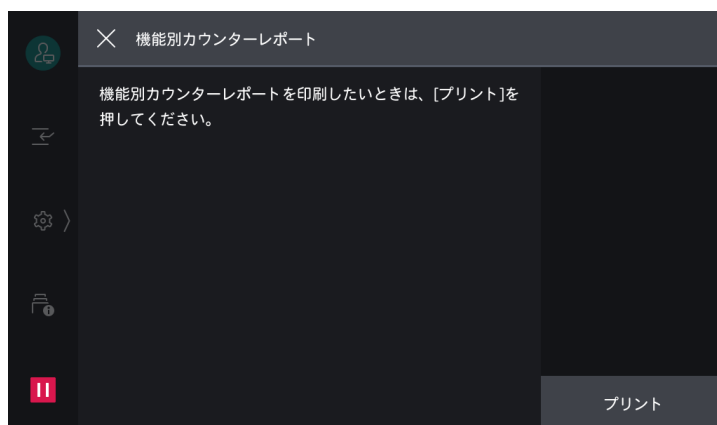 機能別カウンターレポート
機能別カウンターレポートを印刷したいときは、[プリント]を
押してください。
プリント